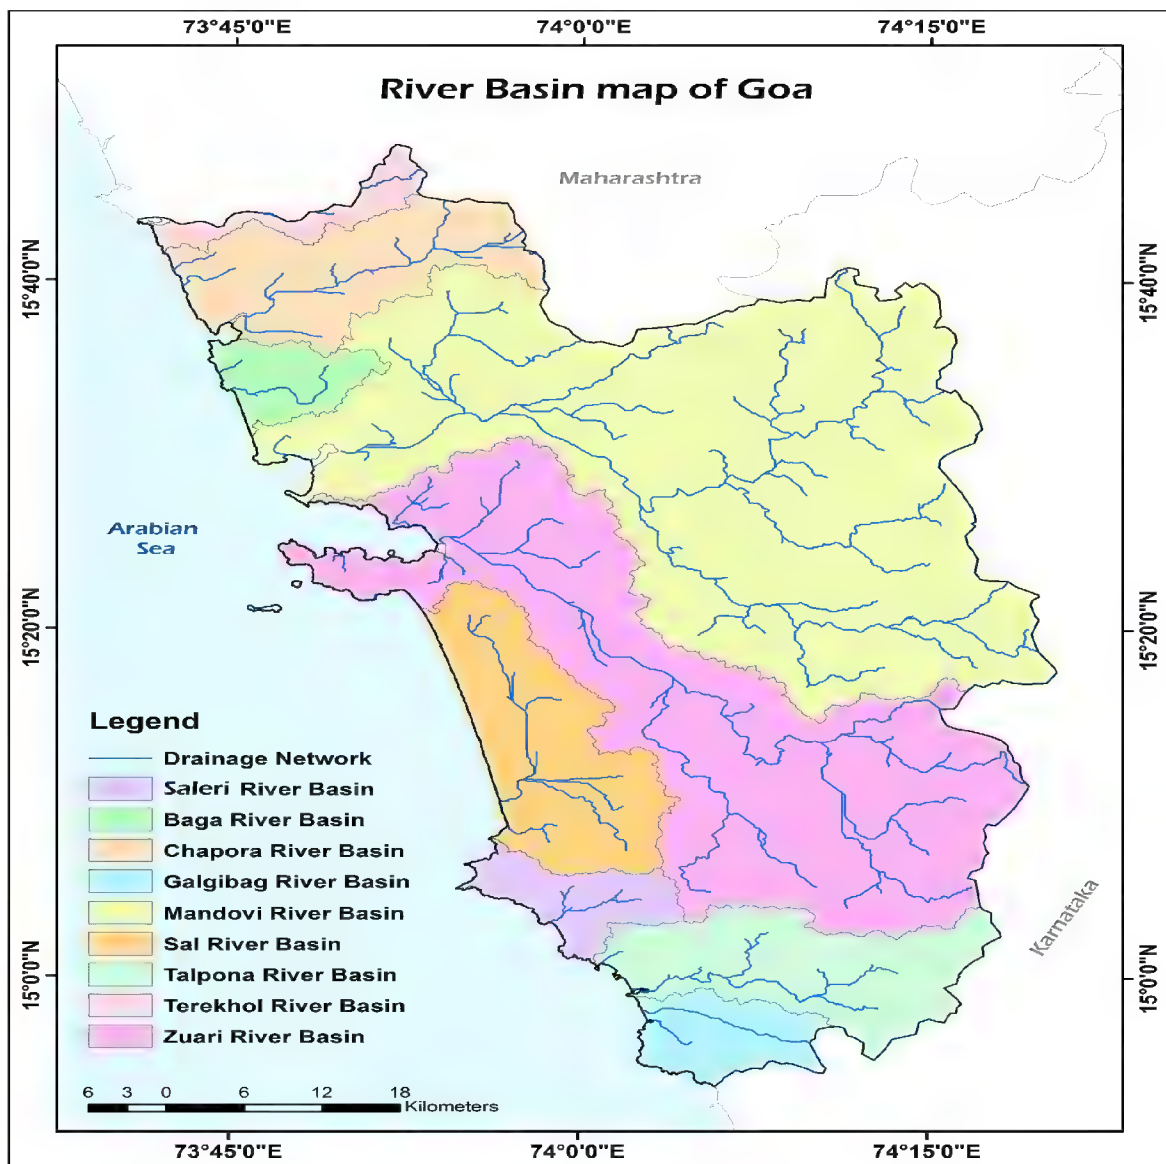 73°45'0"E 74°0'0"E 74°15'0"E
River Basin map of Goa
Maharashtra
15°40'0"N 15°40'0"N
Arabian
Sea
15°20'0"N 15°20'0"N
Legend
Drainage Network
Saleri River Basin
Baga River Basin
Chapora River Basin
Galgibag River Basin
Mandovi River Basin
Sal River Basin
Talpona River Basin
Terekhol River Basin
Zuari River Basin
Karnataka
15°0'0"N 15°0'0"N
6 3 0 6 12 18
Kilometers
73°45'0"E 74°0'0"E 74°15'0"E